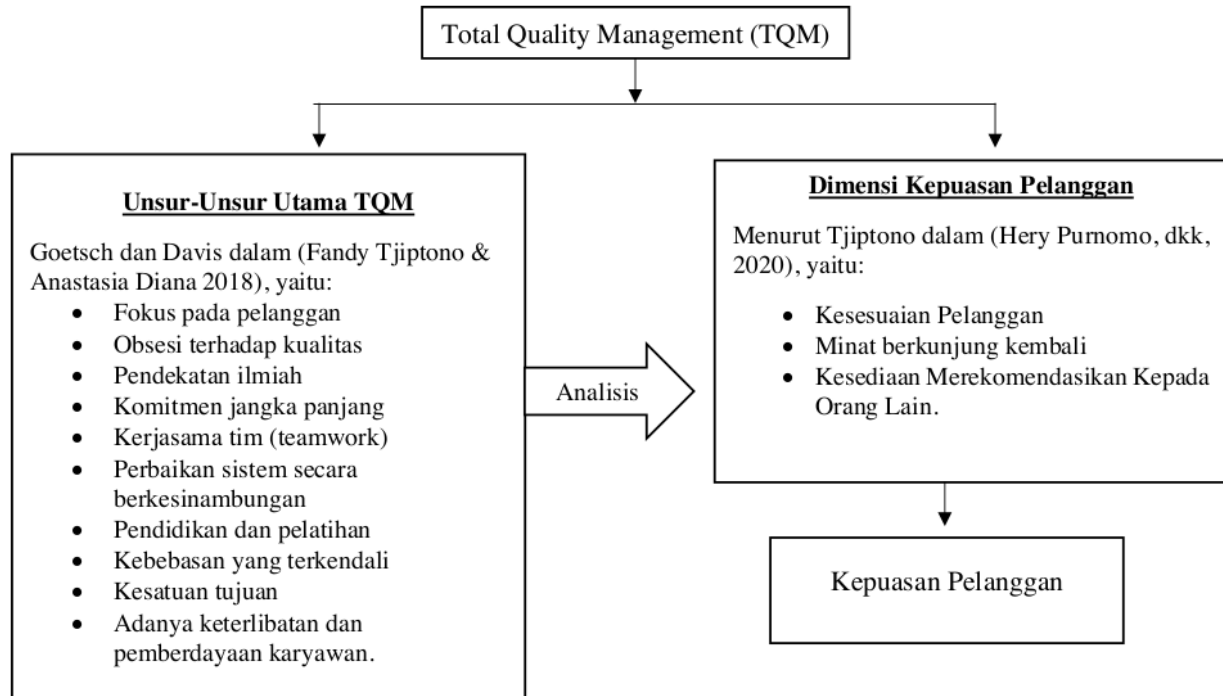 Total Quality Management (TQM)
Unsur-Unsur Utama TQM
Goetsch dan Davis dalam (Fandy Tjiptono &
Anastasia Diana 2018), yaitu:
• Fokus pada pelanggan
• Obsesi terhadap kualitas
• Pendekatan ilmiah
• Komitmen jangka panjang
• Kerjasama tim (teamwork)
• Perbaikan sistem secara
berkesinambungan
• Pendidikan dan pelatihan
• Kebebasan yang terkendali
• Kesatuan tujuan
• Adanya keterlibatan dan
pemberdayaan karyawan.
Analisis
Dimensi Kepuasan Pelanggan
Menurut Tjiptono dalam (Hery Purnomo, dkk,
2020), yaitu:
• Kesesuaian Pelanggan
• Minat berkunjung kembali
• Kesediaan Merekomendasikan Kepada
Orang Lain.
Kepuasan Pelanggan